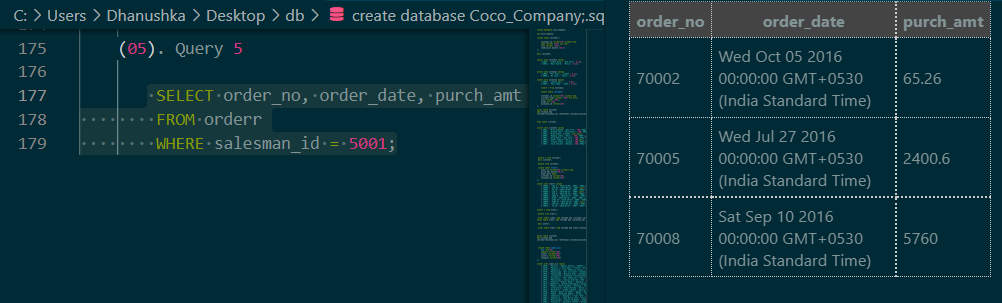 C: > Users > Dhanushka > Desktop > db > create database Coco_Company;.sq
175 (05). Query 5
176
177 SELECT order_no, order_date, purch_amt
178 FROM orderr
179 WHERE salesman_id = 5001;
order_no order_date purch_amt
70002 Wed Oct 05 2016 00:00:00 GMT+0530 (India Standard Time) 65.26
70005 Wed Jul 27 2016 00:00:00 GMT+0530 (India Standard Time) 2400.6
70008 Sat Sep 10 2016 00:00:00 GMT+0530 (India Standard Time) 5760